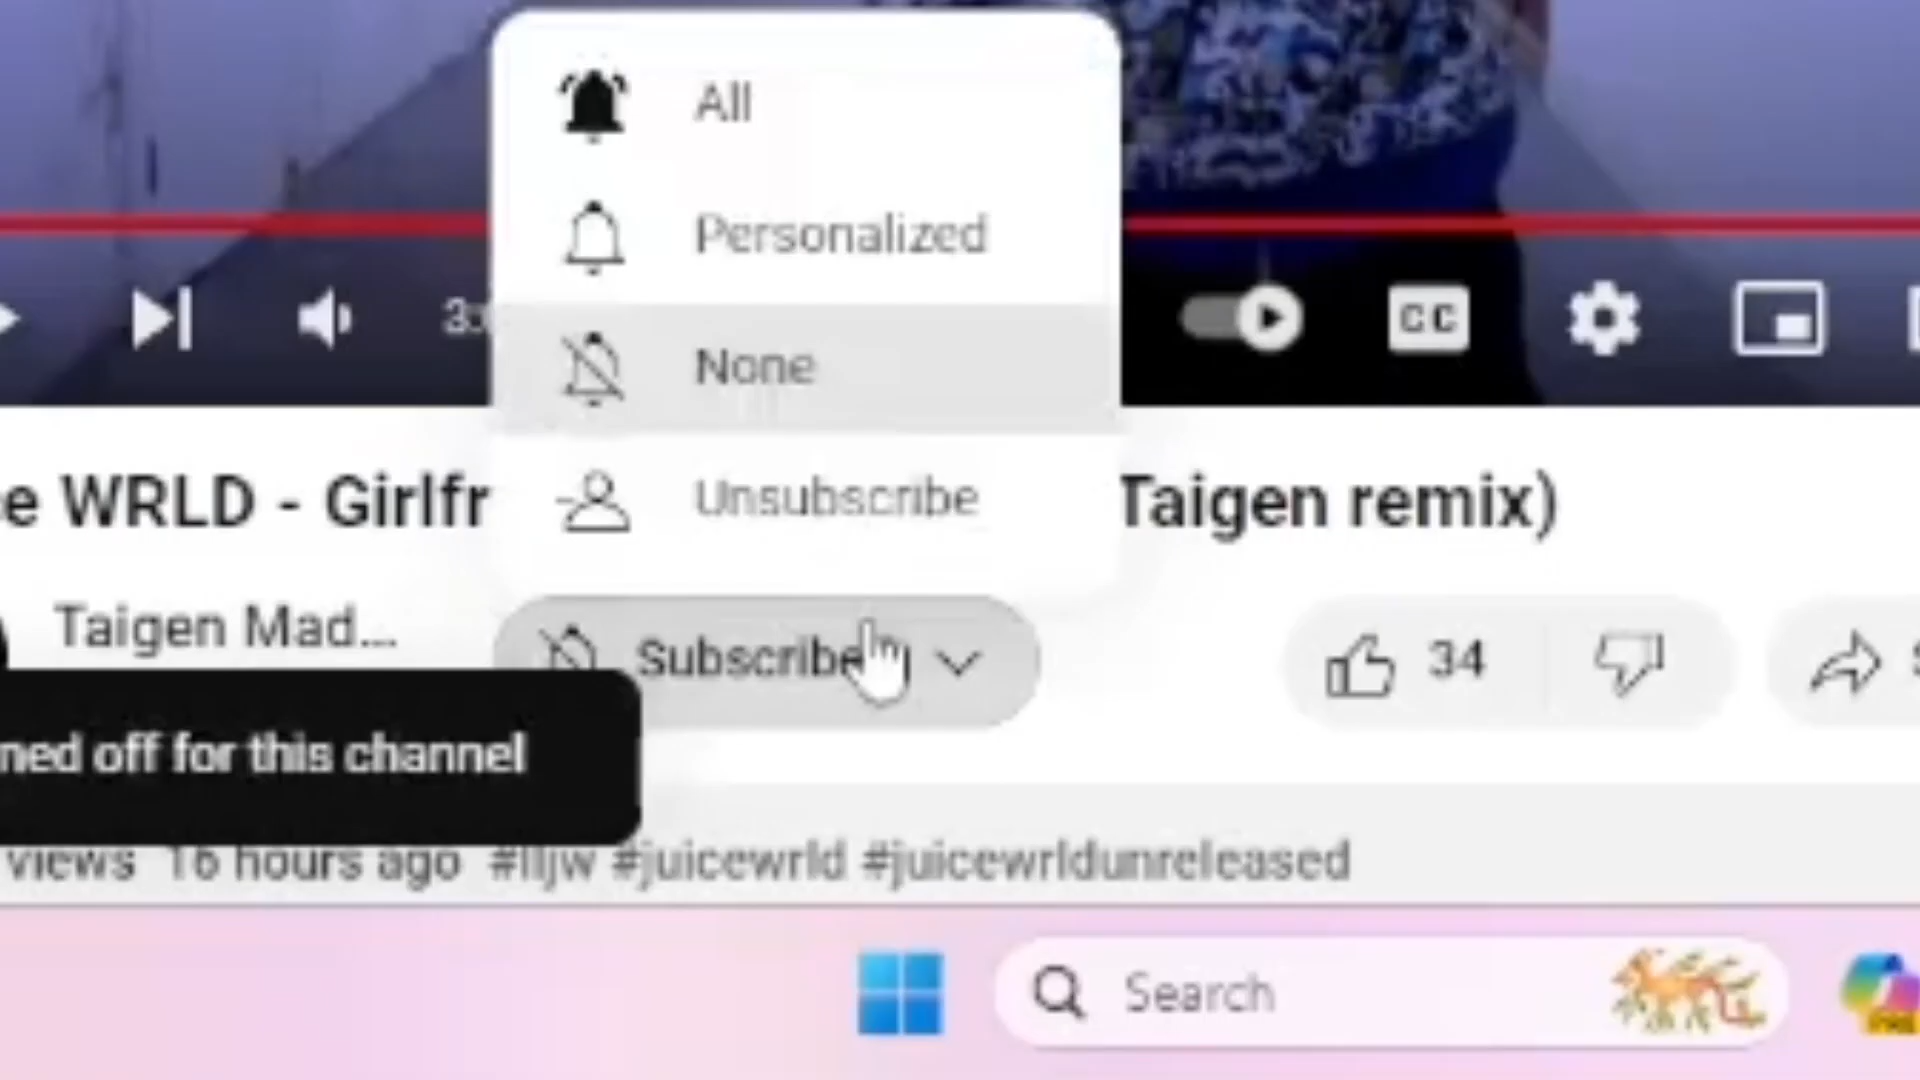 All
Personalized
None
Unsubscribe
CC
WRLD - Girlfr
Taigen remix)
Taigen Mad...
Subscribe
34
off for this channel
views 16 hours ago #lljw #juicewrld #juicewrldunreleased
Search